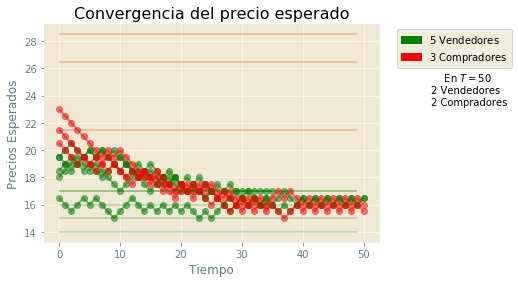 Convergencia del precio esperado
5 Vendedores
3 Compradores
En T = 50
2 Vendedores
2 Compradores
Precios Esperados
28
26
24
22
20
18
16
14
0
10
20
30
40
50
Tiempo